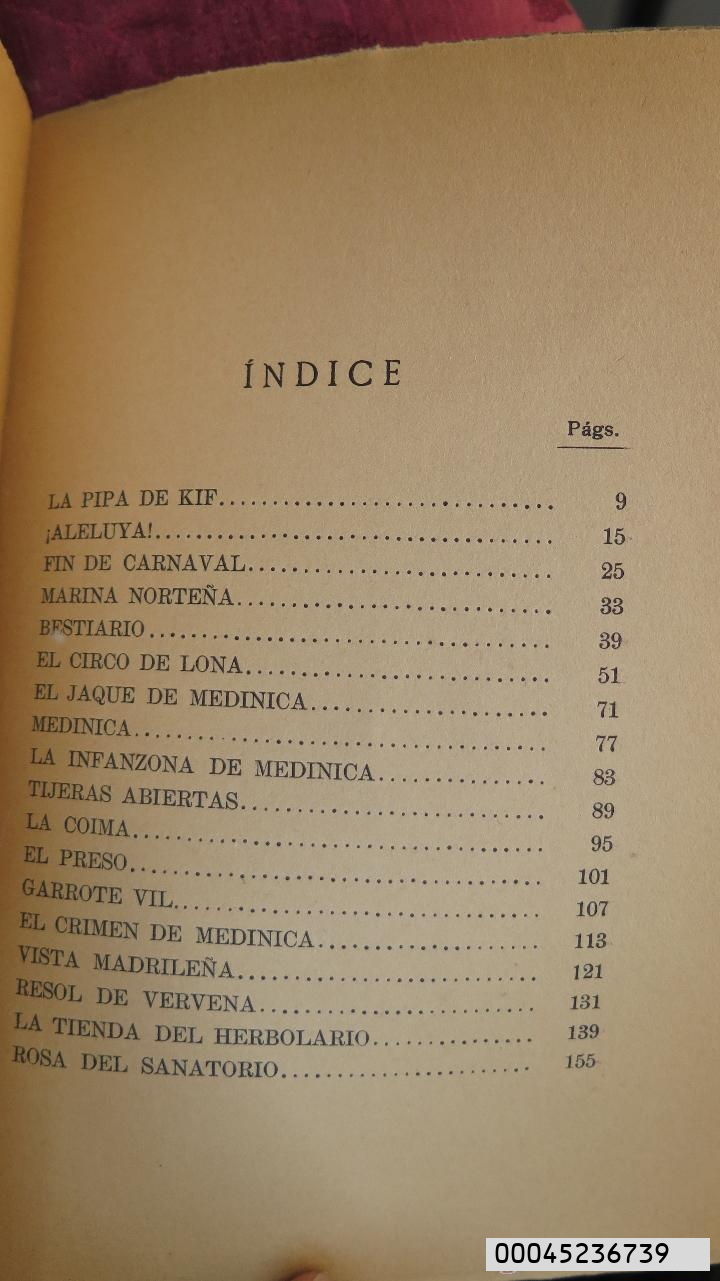 ÍNDICE
Págs.
LA PIPA DE KIF................................ 9
¡ALELUYA!..................................... 15
FIN DE CARNAVAL............................ 25
MARINA NORTEÑA............................ 33
BESTIARIO.................................... 39
EL CIRCO DE LONA............................ 51
EL JAQUE DE MEDINICA...................... 71
MEDINICA..................................... 77
LA INFANZONA DE MEDINICA................ 83
TIJERAS ABIERTAS............................ 89
LA COIMA..................................... 95
EL PRESO..................................... 101
GARROTE VIL.................................. 107
EL CRIMEN DE MEDINICA..................... 113
VISTA MADRILEÑA............................ 121
RESOL DE VERVENA.......................... 131
LA TIENDA DEL HERBOLARIO............... 139
ROSA DEL SANATORIO........................ 155
00045236739